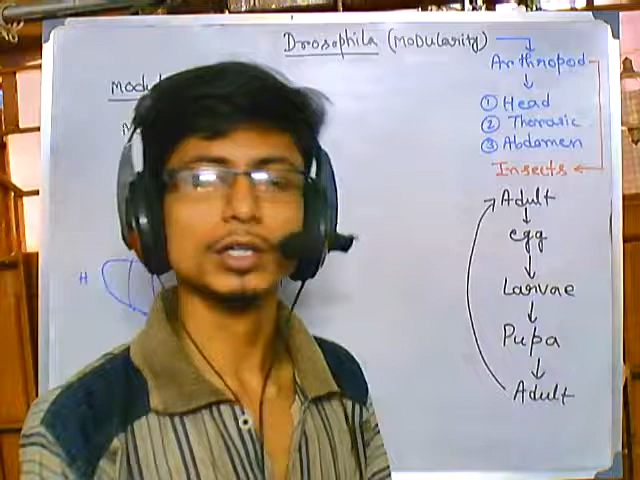 Drosophila (Modularity)
Arthropod
① Head
② Thoracic
③ Abdomen
Insects
Adult
egg
Larvae
Pupa
Adult
H